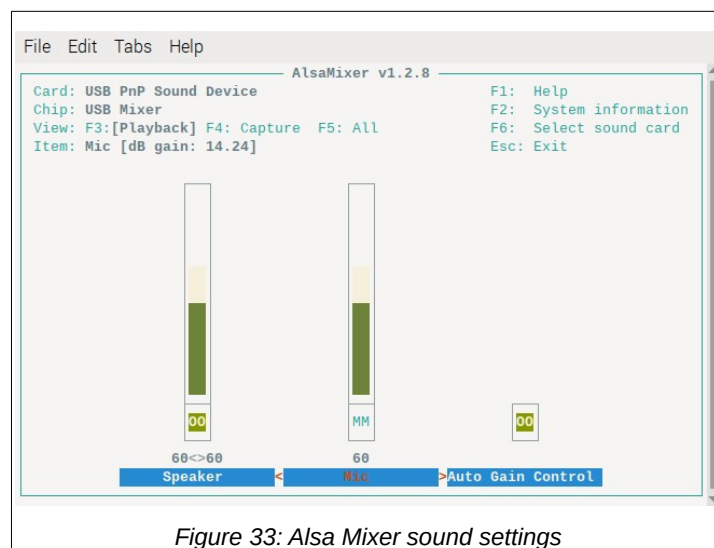 File Edit Tabs Help
AlsaMixer v1.2.8
Card: USB PnP Sound Device
F1: Help
Chip: USB Mixer
F2: System information
View: F3:[Playback] F4: Capture F5: All
F6: Select sound card
Item: Mic [dB gain: 14.24]
Esc: Exit
OO
MM
OO
60<>60
60
Speaker < Mic >Auto Gain Control
Figure 33: Alsa Mixer sound settings